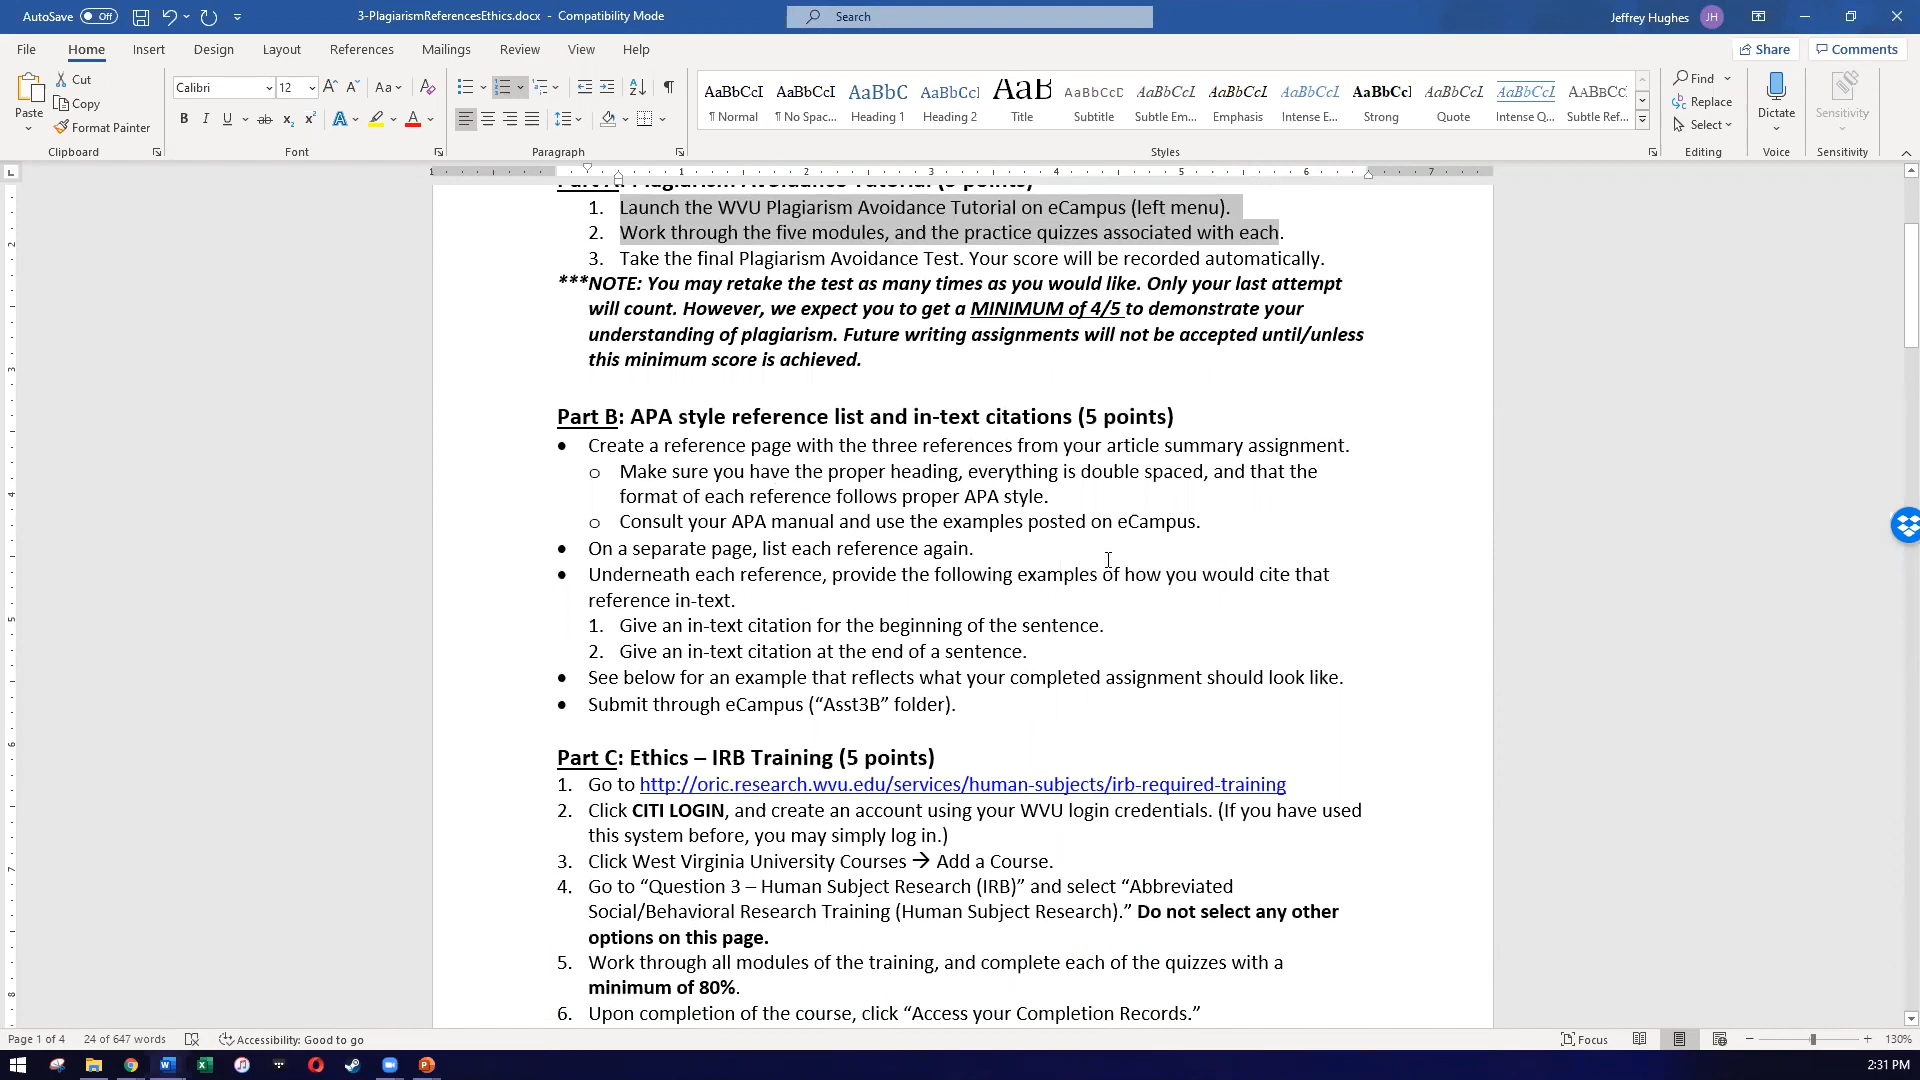 AutoSave Off 3-PlagiarismReferencesEthics.docx - Compatibility Mode Search Jeffrey Hughes JH
File Home Insert Design Layout References Mailings Review View Help Share Comments
Paste Cut Copy Format Painter
Calibri 12
AaBbCcI AaBbCcI AaBbC AaBbCcl AaB AaBbCcD AaBbCcL AaBbCcL AaBbCcL AaBbCcl AaBbCcL AaBbCcL AABBCC
¶ Normal ¶ No Spac... Heading 1 Heading 2 Title Subtitle Subtle Em... Emphasis Intense E... Strong Quote Intense Q... Subtle Ref...
Find Replace Select Dictate Sensitivity
Clipboard Font Paragraph Styles Editing Voice Sensitivity
1 1 2 3 4 5 6 7
Part A: Plagiarism Avoidance Tutorial (5 points)
1. Launch the WVU Plagiarism Avoidance Tutorial on eCampus (left menu).
2. Work through the five modules, and the practice quizzes associated with each.
3. Take the final Plagiarism Avoidance Test. Your score will be recorded automatically.
***NOTE: You may retake the test as many times as you would like. Only your last attempt
will count. However, we expect you to get a MINIMUM of 4/5 to demonstrate your
understanding of plagiarism. Future writing assignments will not be accepted until/unless
this minimum score is achieved.
Part B: APA style reference list and in-text citations (5 points)
• Create a reference page with the three references from your article summary assignment.
o Make sure you have the proper heading, everything is double spaced, and that the
format of each reference follows proper APA style.
o Consult your APA manual and use the examples posted on eCampus.
• On a separate page, list each reference again.
• Underneath each reference, provide the following examples of how you would cite that
reference in-text.
1. Give an in-text citation for the beginning of the sentence.
2. Give an in-text citation at the end of a sentence.
• See below for an example that reflects what your completed assignment should look like.
• Submit through eCampus (“Asst3B” folder).
Part C: Ethics – IRB Training (5 points)
1. Go to http://oric.research.wvu.edu/services/human-subjects/irb-required-training
2. Click CITI LOGIN, and create an account using your WVU login credentials. (If you have used
this system before, you may simply log in.)
3. Click West Virginia University Courses → Add a Course.
4. Go to “Question 3 – Human Subject Research (IRB)” and select “Abbreviated
Social/Behavioral Research Training (Human Subject Research).” Do not select any other
options on this page.
5. Work through all modules of the training, and complete each of the quizzes with a
minimum of 80%.
6. Upon completion of the course, click “Access your Completion Records.”
Page 1 of 4 24 of 647 words Accessibility: Good to go Focus 130%
2:31 PM